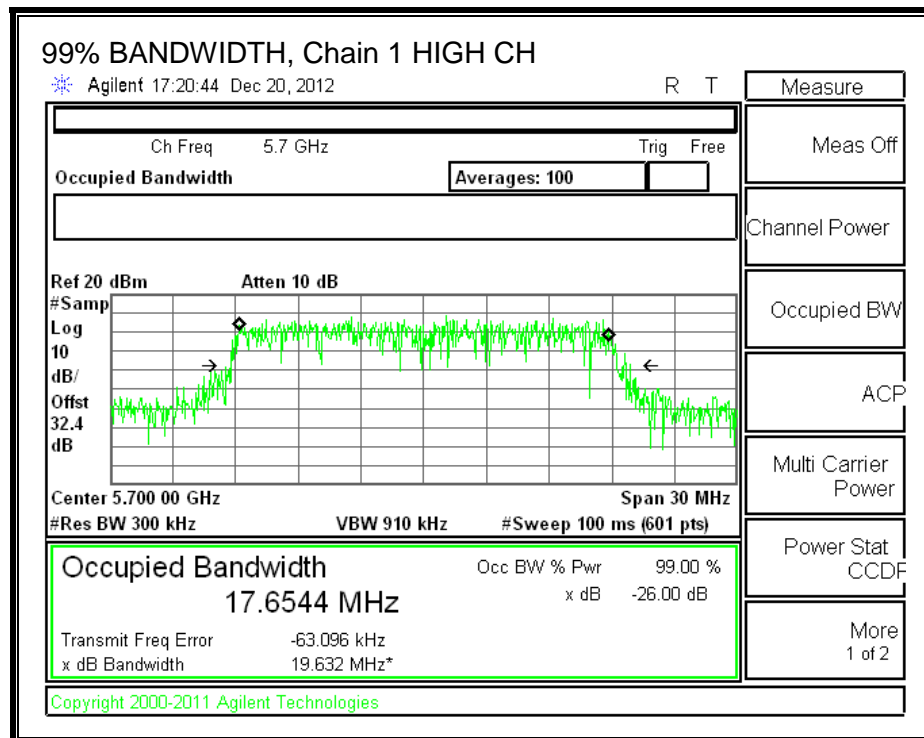 99% BANDWIDTH, Chain 1 HIGH CH
Agilent 17:20:44 Dec 20, 2012 R T
Measure
Ch Freq 5.7 GHz Trig Free
Meas Off
Occupied Bandwidth Averages: 100
Channel Power
Ref 20 dBm Atten 10 dB
#Samp
Log
10
dB/
Offst
32.4
dB
Occupied BW
ACP
Center 5.700 00 GHz Span 30 MHz
#Res BW 300 kHz VBW 910 kHz #Sweep 100 ms (601 pts)
Multi Carrier
Power
Occupied Bandwidth Occ BW % Pwr 99.00 %
17.6544 MHz x dB -26.00 dB
Power Stat
CCDF
Transmit Freq Error -63.096 kHz
x dB Bandwidth 19.632 MHz*
More
1 of 2
Copyright 2000-2011 Agilent Technologies